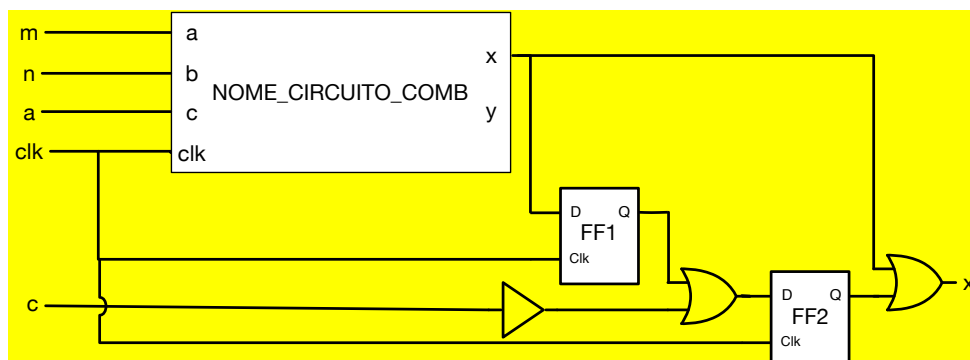 m
a
x
n
b
NOME_CIRCUITO_COMB
a
c
y
clk
clk
D Q
FF1
Clk
c
D Q
x
FF2
Clk